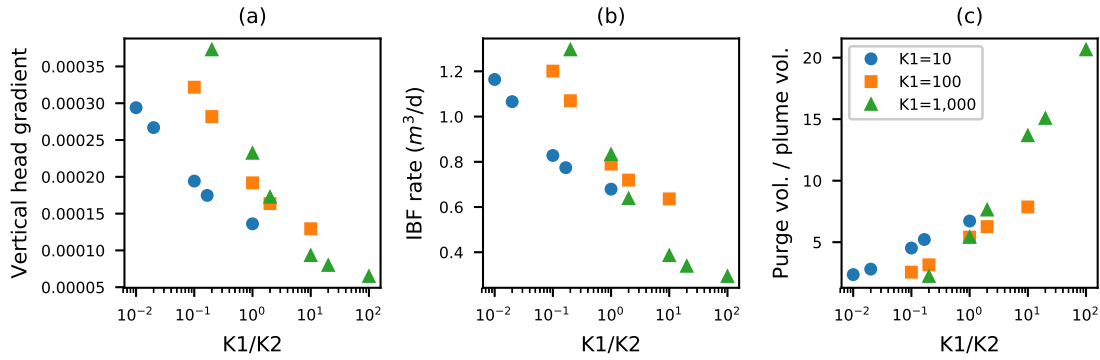 (a)
Vertical head gradient
0.00035
0.00030
0.00025
0.00020
0.00015
0.00010
0.00005
10⁻² 10⁻¹ 10⁰ 10¹ 10²
K1/K2
(b)
IBF rate (m³/d)
1.2
1.0
0.8
0.6
0.4
10⁻² 10⁻¹ 10⁰ 10¹ 10²
K1/K2
(c)
Purge vol. / plume vol.
20
15
10
5
K1=10
K1=100
K1=1,000
10⁻² 10⁻¹ 10⁰ 10¹ 10²
K1/K2